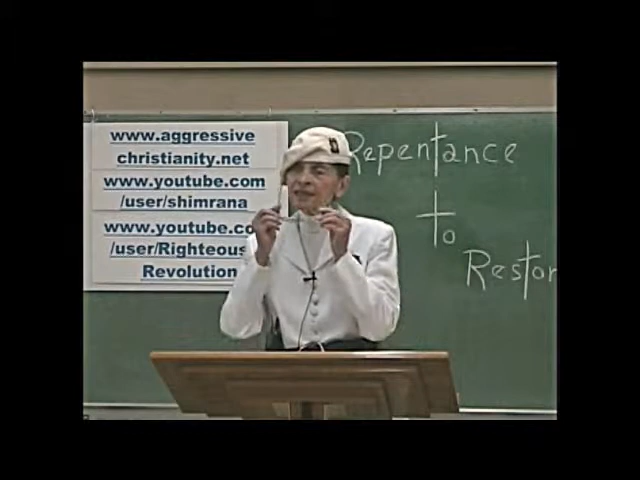 www.aggressive
christianity.net
www.youtube.com
/user/shimrana
www.youtube.co
/user/Righteous
Revolution
Repentance
to
Restor